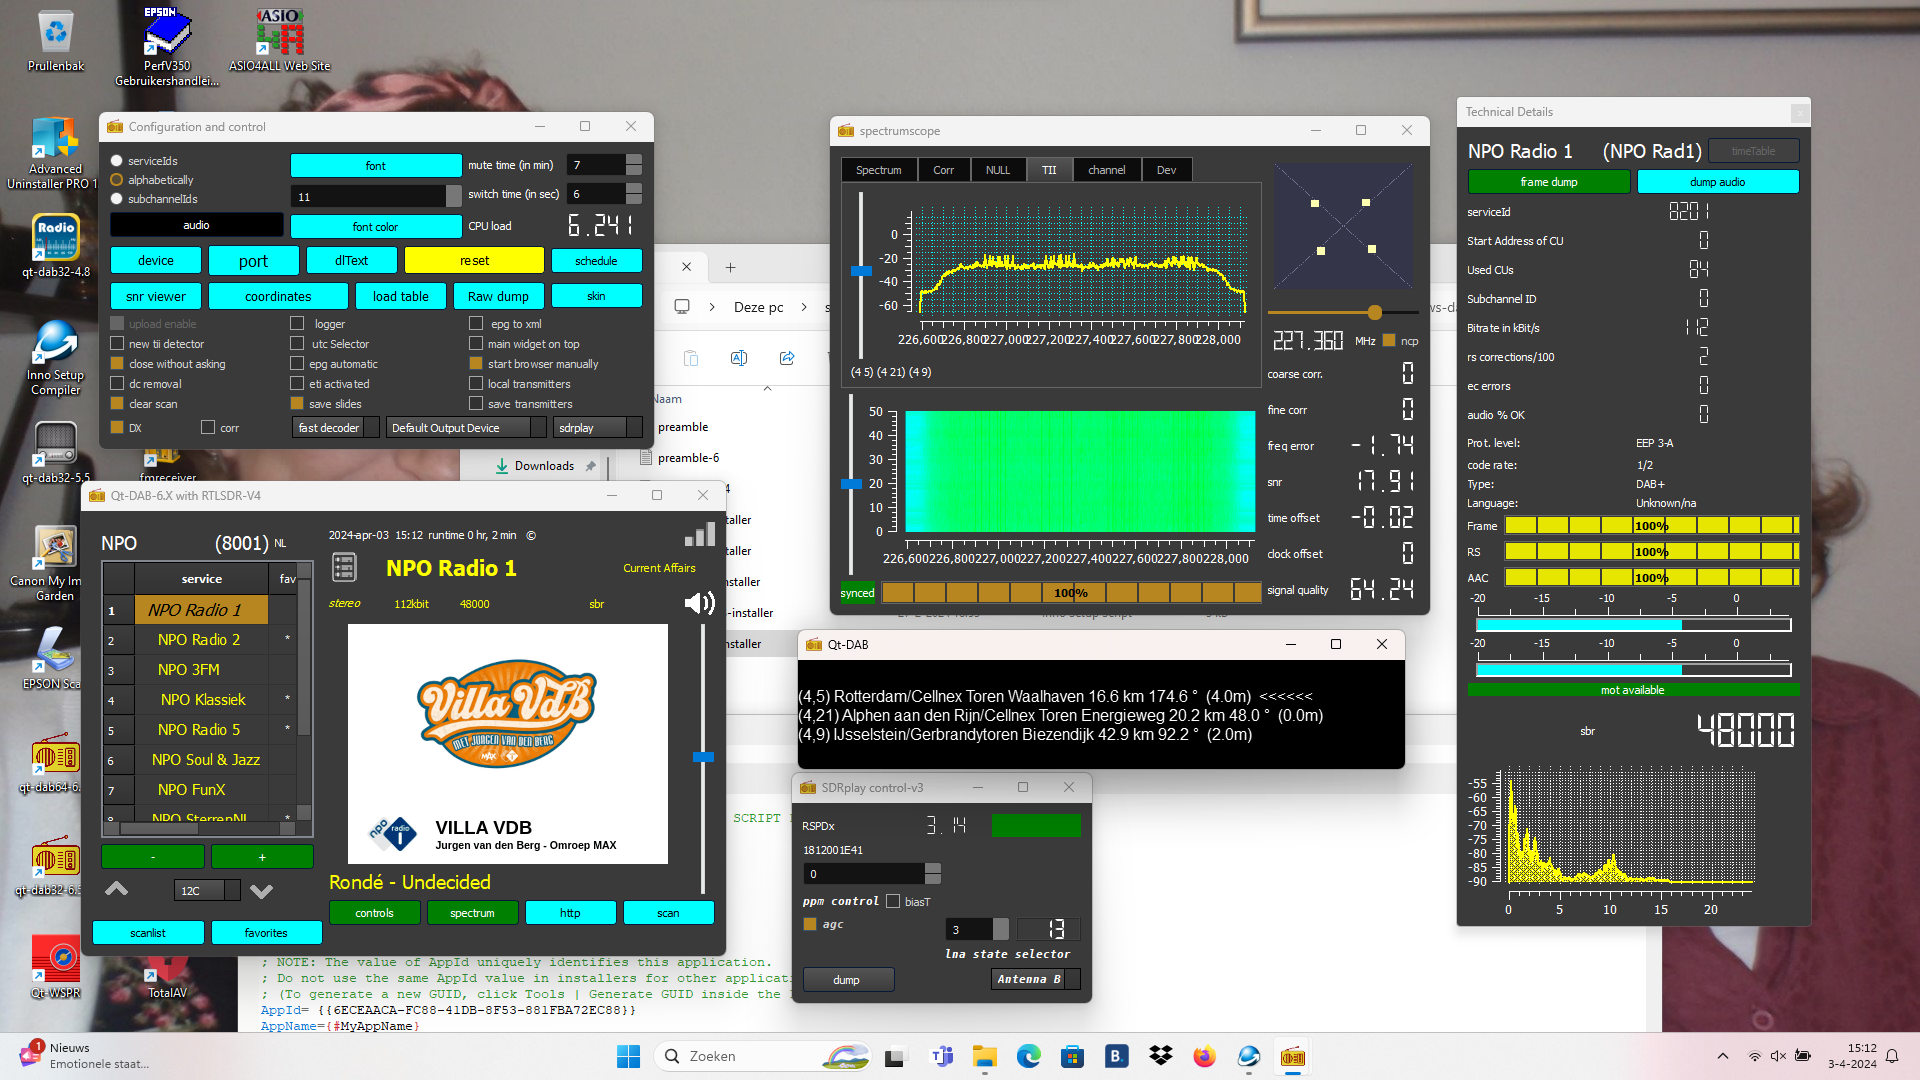 Prullenbak
EPSON
PerfV350
Gebruikershandlei...
ASIO
ASIO4ALL Web Site
Advanced
Uninstaller PRO 1
Radio
qt-dab32-4.8
Inno Setup
Compiler
qt-dab32-5.5
fmreceiver
Canon My Im
Garden
EPSON Sca
qt-dab64-6.
qt-dab32-6.
Qt-WSPR
TotalAV
Configuration and control
serviceIds
alphabetically
subchannelIds
font
11
mute time (in min)
7
switch time (in sec)
6
audio
font color
CPU load
6.241
device
port
dlText
reset
schedule
snr viewer
coordinates
load table
Raw dump
skin
upload enable
logger
epg to xml
new tii detector
utc Selector
main widget on top
close without asking
epg automatic
start browser manually
dc removal
eti activated
local transmitters
clear scan
save slides
save transmitters
DX
corr
fast decoder
Default Output Device
sdrplay
Deze pc
Naam
preamble
preamble-6
Downloads
Qt-DAB-6.X with RTLSDR-V4
NPO (8001) NL
2024-apr-03 15:12 runtime 0 hr, 2 min ©
service fav
1 NPO Radio 1
2 NPO Radio 2 *
3 NPO 3FM
4 NPO Klassiek *
5 NPO Radio 5 *
6 NPO Soul & Jazz
7 NPO FunX
8 NPO SterrenNL
NPO Radio 1
Current Affairs
stereo 112kbit 48000 sbr
Villa VDB
MET JURGEN VAN DEN BERG
MAX
npo radio 1
VILLA VDB
Jurgen van den Berg - Omroep MAX
Rondé - Undecided
- +
12C
controls spectrum http scan
scanlist favorites
spectrumscope
Spectrum Corr NULL TII channel Dev
0
-20
-40
-60
226,600 226,800 227,000 227,200 227,400 227,600 227,800 228,000
(4 5) (4 21) (4 9)
50
40
30
20
10
0
226,600 226,800 227,000 227,200 227,400 227,600 227,800 228,000
synced
100%
227.360 MHz ncp
coarse corr. 0
fine corr 0
freq error -1.74
snr 17.91
time offset -0.02
clock offset 0
signal quality 64.24
Qt-DAB
(4,5) Rotterdam/Cellnex Toren Waalhaven 16.6 km 174.6 ° (4.0m) <<<<<<
(4,21) Alphen aan den Rijn/Cellnex Toren Energieweg 20.2 km 48.0 ° (0.0m)
(4,9) IJsselstein/Gerbrandytoren Biezendijk 42.9 km 92.2 ° (2.0m)
SDRplay control-v3
RSPDx 3.14
1812001E41
0
ppm control biasT
agc
3
13
lna state selector
dump
Antenna B
SCRIPT
; NOTE: The value of AppId uniquely identifies this application.
; Do not use the same AppId value in installers for other applicati
; (To generate a new GUID, click Tools | Generate GUID inside the
AppId= {{6ECEAACA-FC88-41DB-8F53-881FBA72EC88}}
AppName={#MyAppName}
Technical Details
NPO Radio 1 (NPO Rad1) timeTable
frame dump
dump audio
serviceId 8201
Start Address of CU 0
Used CUs 84
Subchannel ID 0
Bitrate in kBit/s 112
rs corrections/100 2
ec errors 0
audio % OK 0
Prot. level: EEP 3-A
code rate: 1/2
Type: DAB+
Language: Unknown/na
Frame 100%
RS 100%
AAC 100%
-20 -15 -10 -5 0
-20 -15 -10 -5 0
mot available
sbr 48000
-55
-60
-65
-70
-75
-80
-85
-90
0 5 10 15 20
1
Nieuws
Emotionele staat...
Zoeken
B.
15:12
3-4-2024